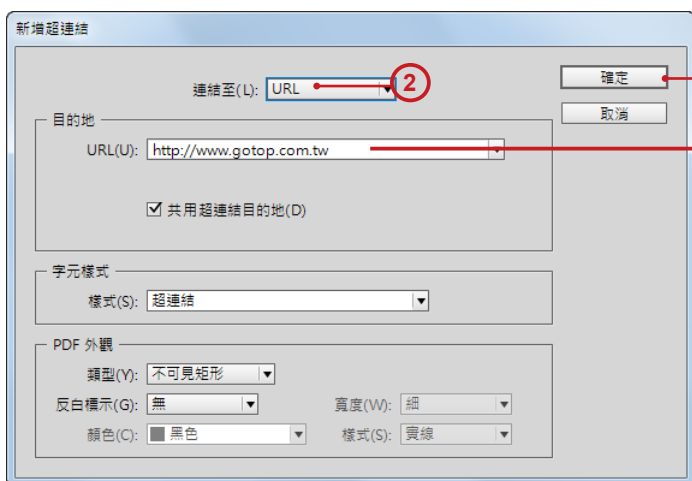 新增超連結
連結至(L): URL
2
確定
取消
目的地
URL(U): http://www.gotop.com.tw
共用超連結目的地(D)
字元樣式
樣式(S): 超連結
PDF 外觀
類型(Y): 不可見矩形
反白標示(G): 無 寬度(W): 細
顏色(C): 黑色 樣式(S): 實線